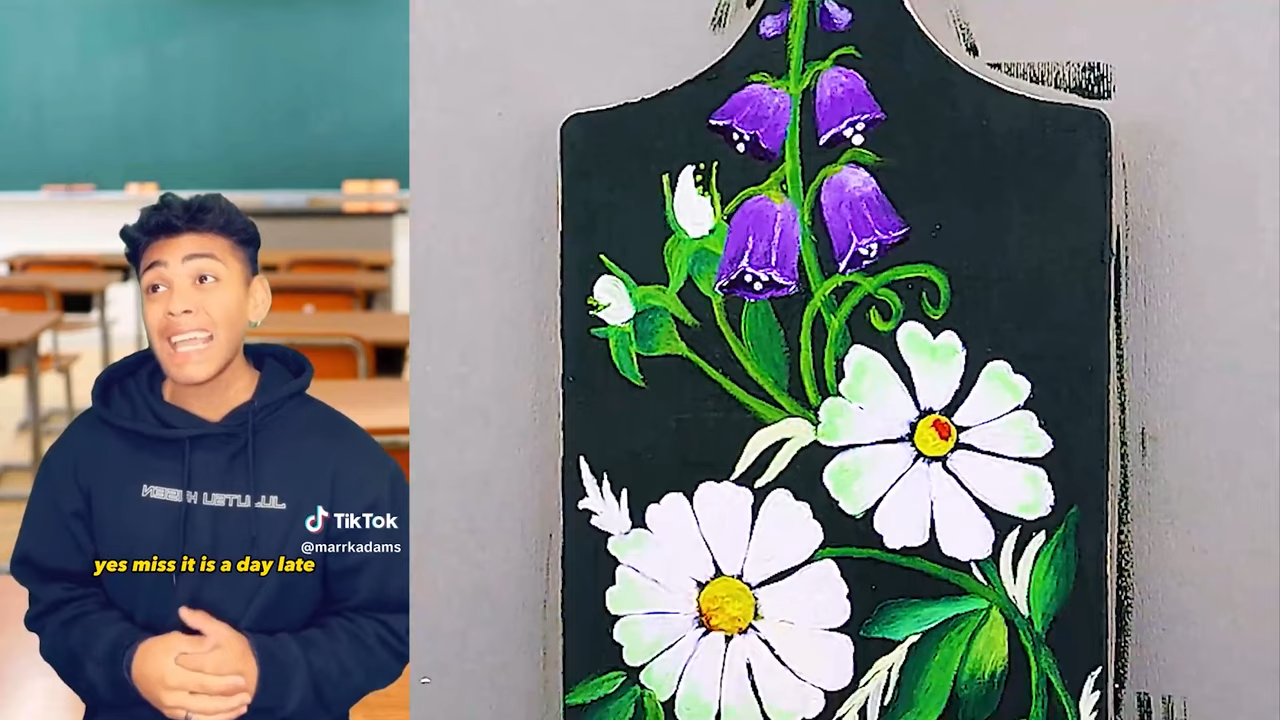 TikTok
@marrkadams
yes miss it is a day late